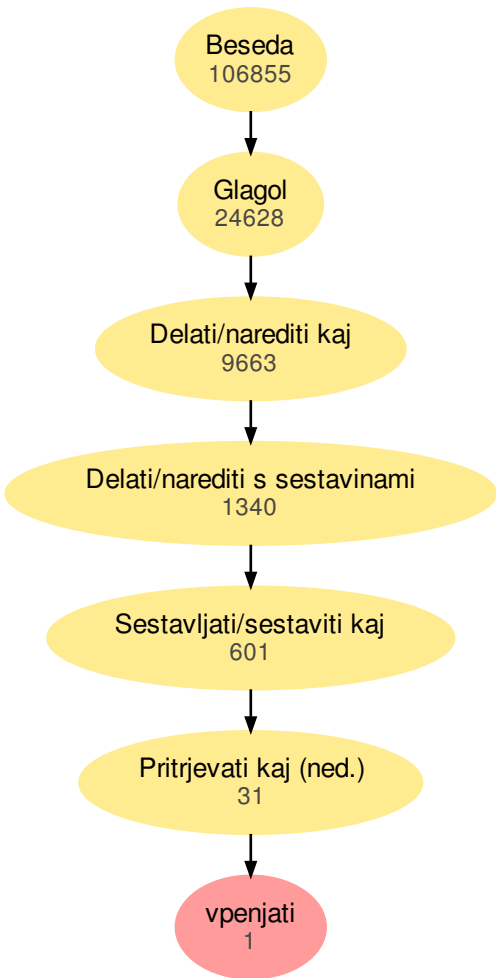 Beseda
106855
Glagol
24628
Delati/narediti kaj
9663
Delati/narediti s sestavinami
1340
Sestavljati/sestaviti kaj
601
Pritrjevati kaj (ned.)
31
vpenjati
1